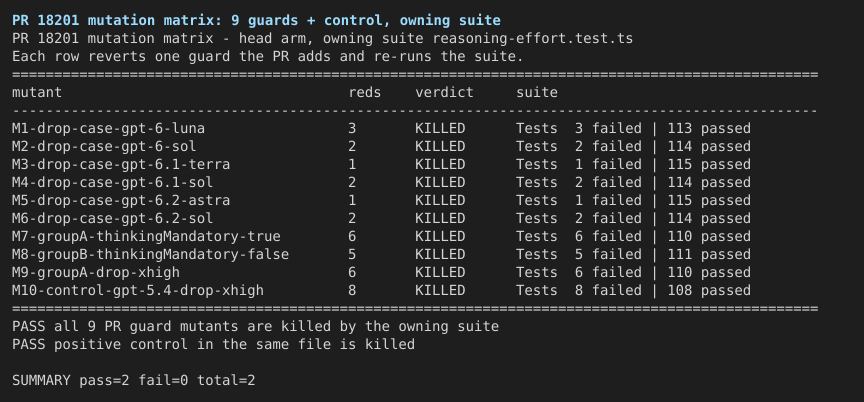 PR 18201 mutation matrix: 9 guards + control, owning suite
PR 18201 mutation matrix - head arm, owning suite reasoning-effort.test.ts
Each row reverts one guard the PR adds and re-runs the suite.
================================================================================================
mutant reds verdict suite
------------------------------------------------------------------------------------------------
M1-drop-case-gpt-6-luna 3 KILLED Tests 3 failed | 113 passed
M2-drop-case-gpt-6-sol 2 KILLED Tests 2 failed | 114 passed
M3-drop-case-gpt-6.1-terra 1 KILLED Tests 1 failed | 115 passed
M4-drop-case-gpt-6.1-sol 2 KILLED Tests 2 failed | 114 passed
M5-drop-case-gpt-6.2-astra 1 KILLED Tests 1 failed | 115 passed
M6-drop-case-gpt-6.2-sol 2 KILLED Tests 2 failed | 114 passed
M7-groupA-thinkingMandatory-true 6 KILLED Tests 6 failed | 110 passed
M8-groupB-thinkingMandatory-false 5 KILLED Tests 5 failed | 111 passed
M9-groupA-drop-xhigh 6 KILLED Tests 6 failed | 110 passed
M10-control-gpt-5.4-drop-xhigh 8 KILLED Tests 8 failed | 108 passed
================================================================================================
PASS all 9 PR guard mutants are killed by the owning suite
PASS positive control in the same file is killed
SUMMARY pass=2 fail=0 total=2